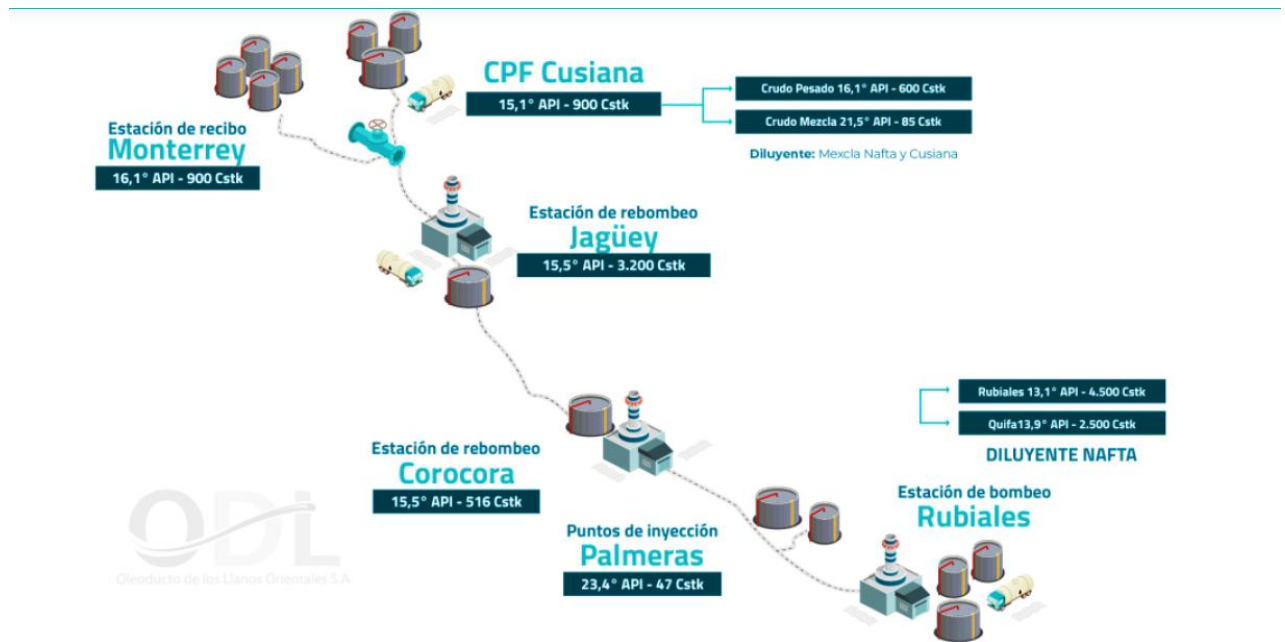 CPF Cusiana
15,1° API - 900 Cstk
Crudo Pesado 16,1° API - 600 Cstk
Crudo Mezcla 21,5° API - 85 Cstk
Diluyente: Mexcla Nafta y Cusiana
Estación de recibo
Monterrey
16,1° API - 900 Cstk
Estación de rebombeo
Jagüey
15,5° API - 3.200 Cstk
Rubiales 13,1° API - 4.500 Cstk
Quifa13,9° API - 2.500 Cstk
DILUYENTE NAFTA
Estación de rebombeo
Corocora
15,5° API - 516 Cstk
Estación de bombeo
Rubiales
Puntos de inyección
Palmeras
23,4° API - 47 Cstk
ODL
Oleoducto de los Llanos Orientales S.A.